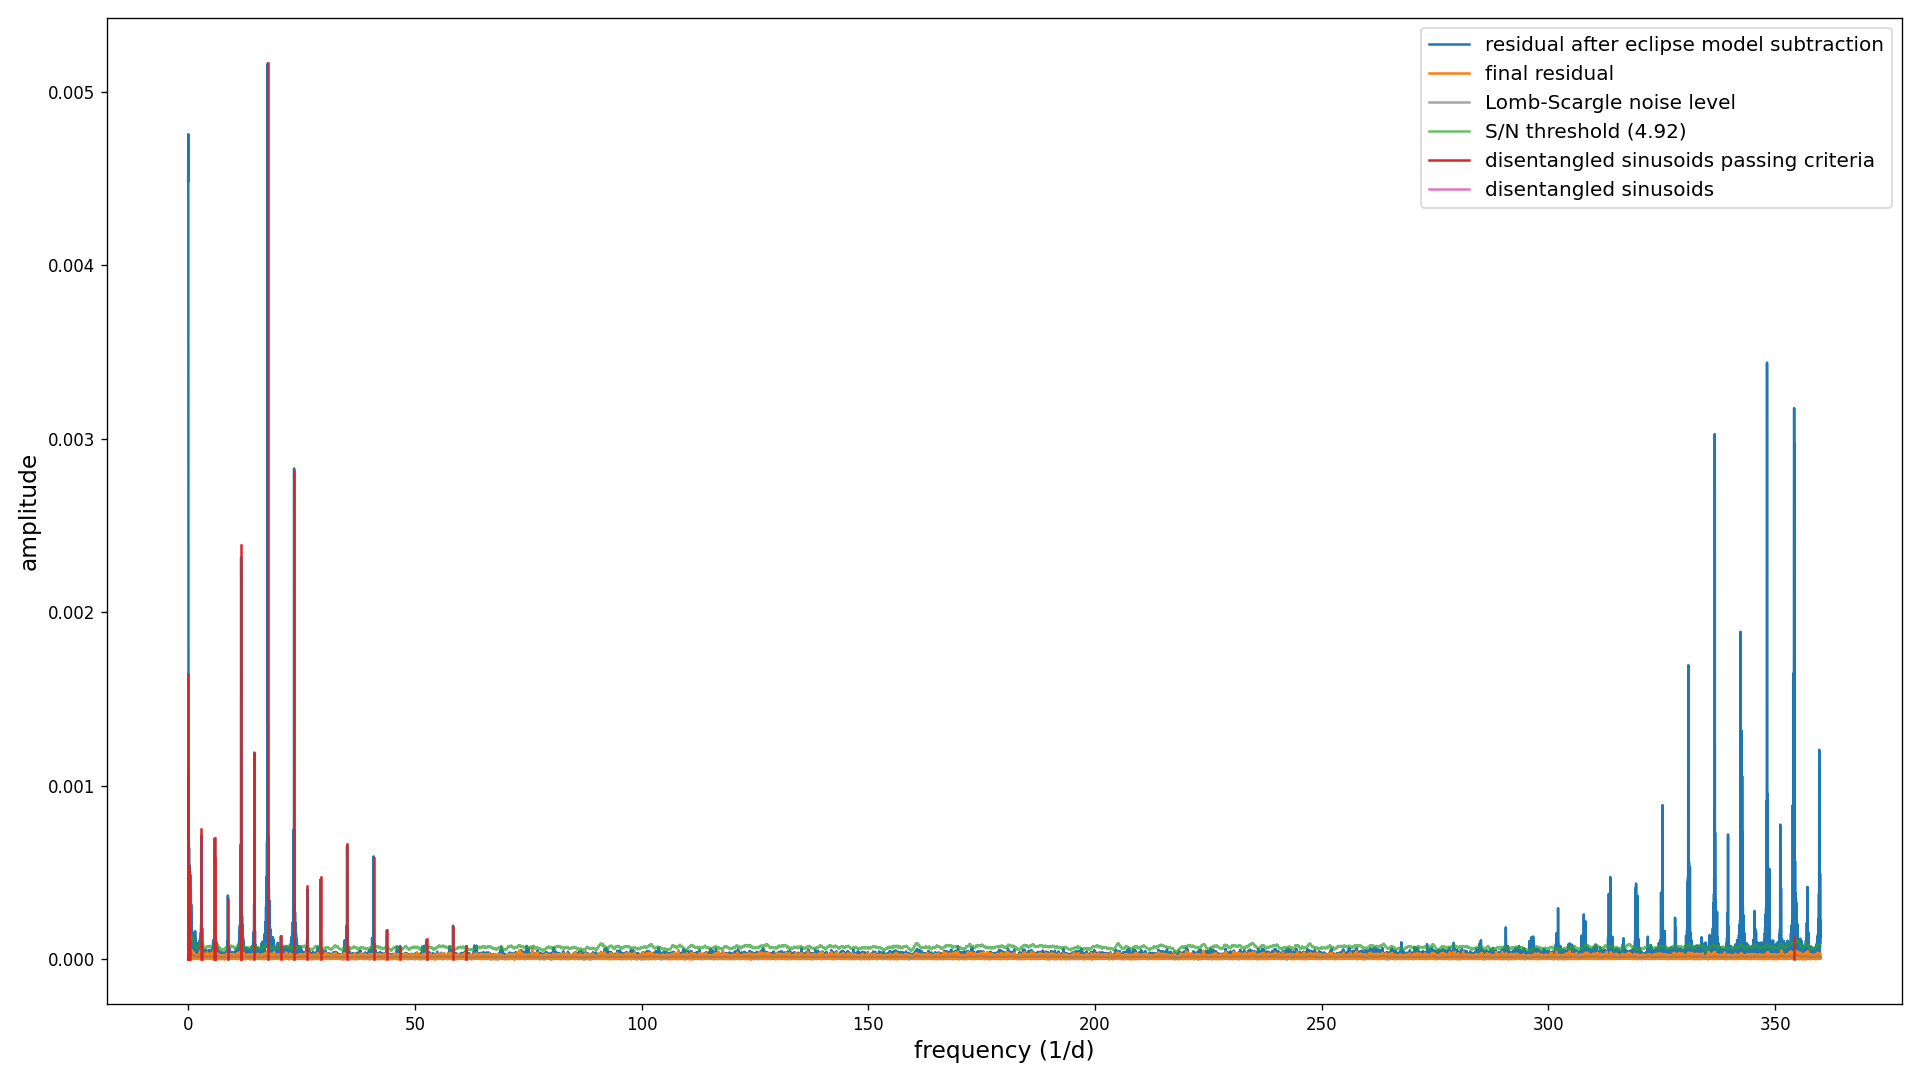 residual after eclipse model subtraction
final residual
Lomb-Scargle noise level
S/N threshold (4.92)
disentangled sinusoids passing criteria
disentangled sinusoids
amplitude
0.005
0.004
0.003
0.002
0.001
0.000
0 50 100 150 200 250 300 350
frequency (1/d)